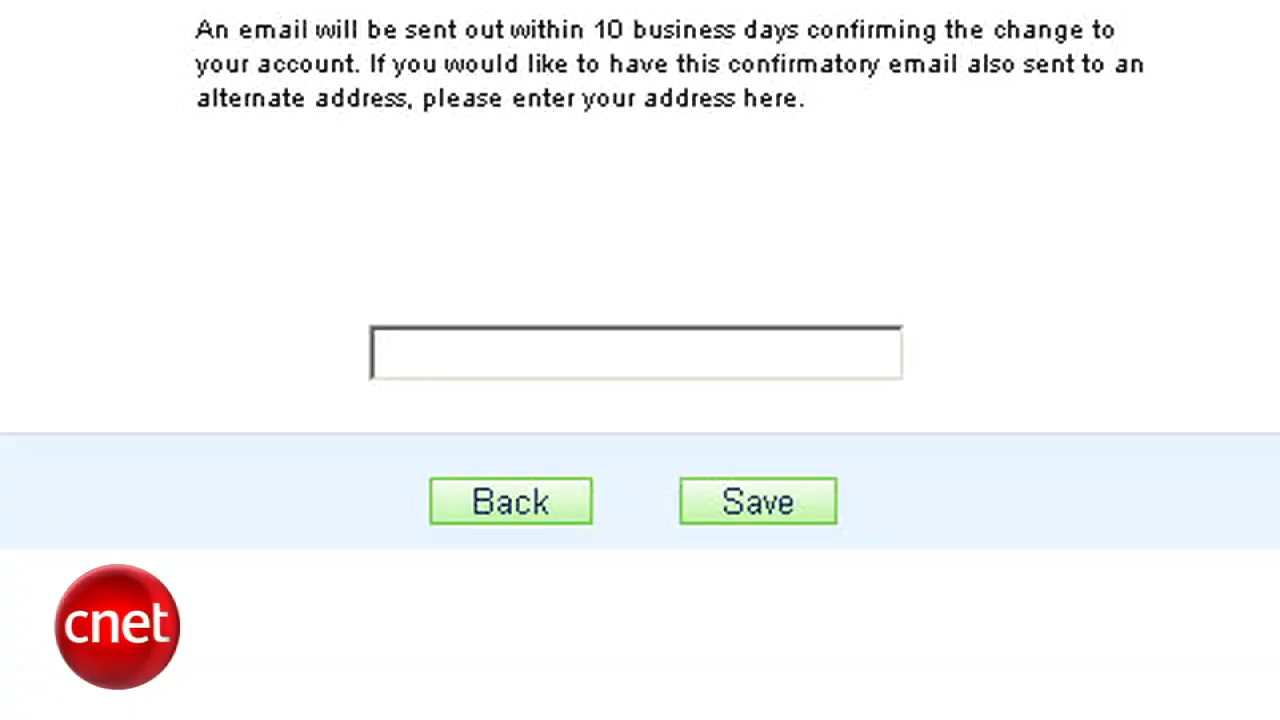 An email will be sent out within 10 business days confirming the change to
your account. If you would like to have this confirmatory email also sent to an
alternate address, please enter your address here.
Back Save
cnet